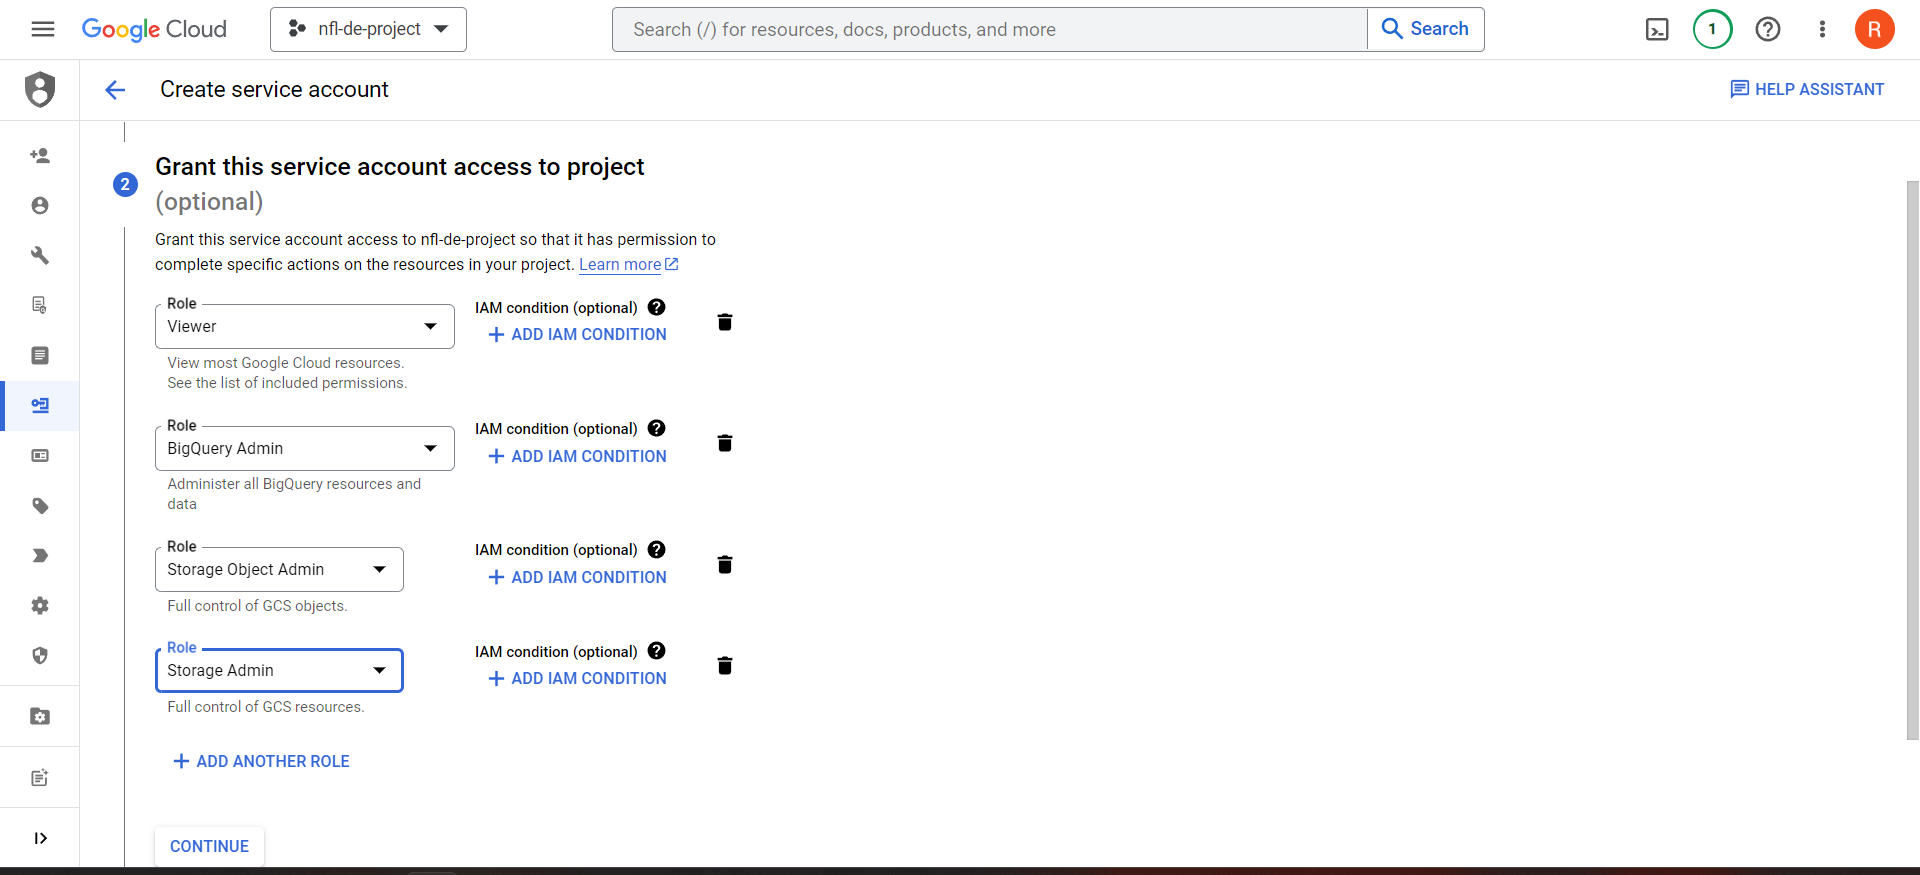 Google Cloud
nfl-de-project
Search (/) for resources, docs, products, and more
Search
1
R
Create service account
HELP ASSISTANT
2
Grant this service account access to project
(optional)
Grant this service account access to nfl-de-project so that it has permission to
complete specific actions on the resources in your project. Learn more
Role
Viewer
IAM condition (optional)
ADD IAM CONDITION
View most Google Cloud resources.
See the list of included permissions.
Role
BigQuery Admin
IAM condition (optional)
ADD IAM CONDITION
Administer all BigQuery resources and
data
Role
Storage Object Admin
IAM condition (optional)
ADD IAM CONDITION
Full control of GCS objects.
Role
Storage Admin
IAM condition (optional)
ADD IAM CONDITION
Full control of GCS resources.
+ ADD ANOTHER ROLE
CONTINUE